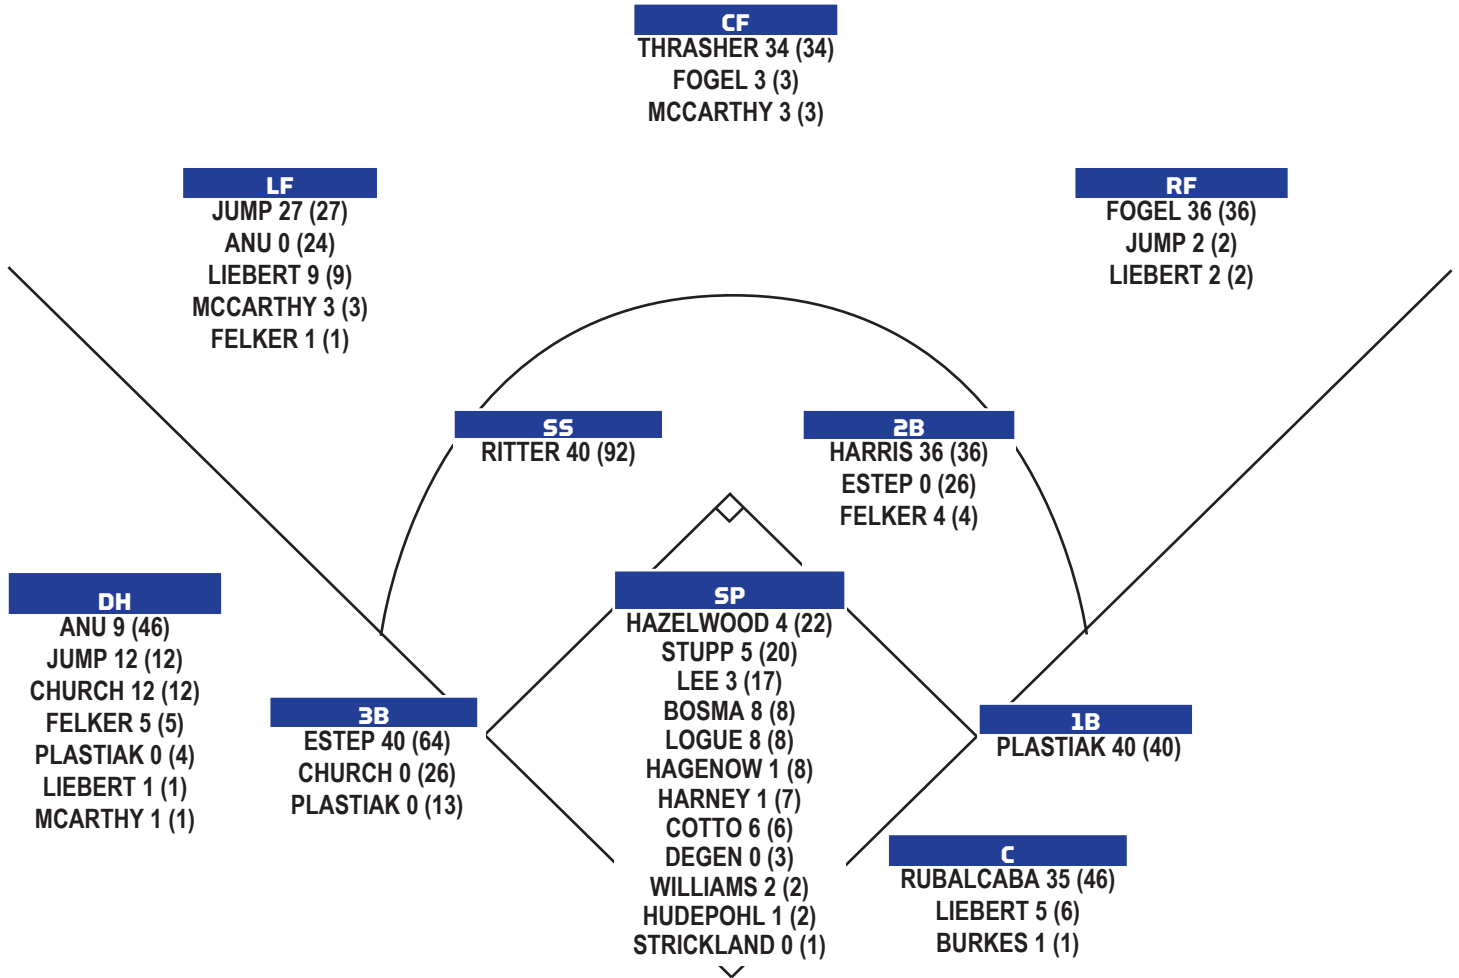 CF
THRASHER 34 (34)
FOGEL 3 (3)
MCCARTHY 3 (3)
LF
JUMP 27 (27)
ANU 0 (24)
LIEBERT 9 (9)
MCCARTHY 3 (3)
FELKER 1 (1)
RF
FOGEL 36 (36)
JUMP 2 (2)
LIEBERT 2 (2)
SS
RITTER 40 (92)
2B
HARRIS 36 (36)
ESTEP 0 (26)
FELKER 4 (4)
DH
ANU 9 (46)
JUMP 12 (12)
CHURCH 12 (12)
FELKER 5 (5)
PLASTIAK 0 (4)
LIEBERT 1 (1)
MCARTHY 1 (1)
3B
ESTEP 40 (64)
CHURCH 0 (26)
PLASTIAK 0 (13)
SP
HAZELWOOD 4 (22)
STUPP 5 (20)
LEE 3 (17)
BOSMA 8 (8)
LOGUE 8 (8)
HAGENOW 1 (8)
HARNEY 1 (7)
COTTO 6 (6)
DEGEN 0 (3)
WILLIAMS 2 (2)
HUDEPOHL 1 (2)
STRICKLAND 0 (1)
1B
PLASTIAK 40 (40)
C
RUBALCABA 35 (46)
LIEBERT 5 (6)
BURKES 1 (1)